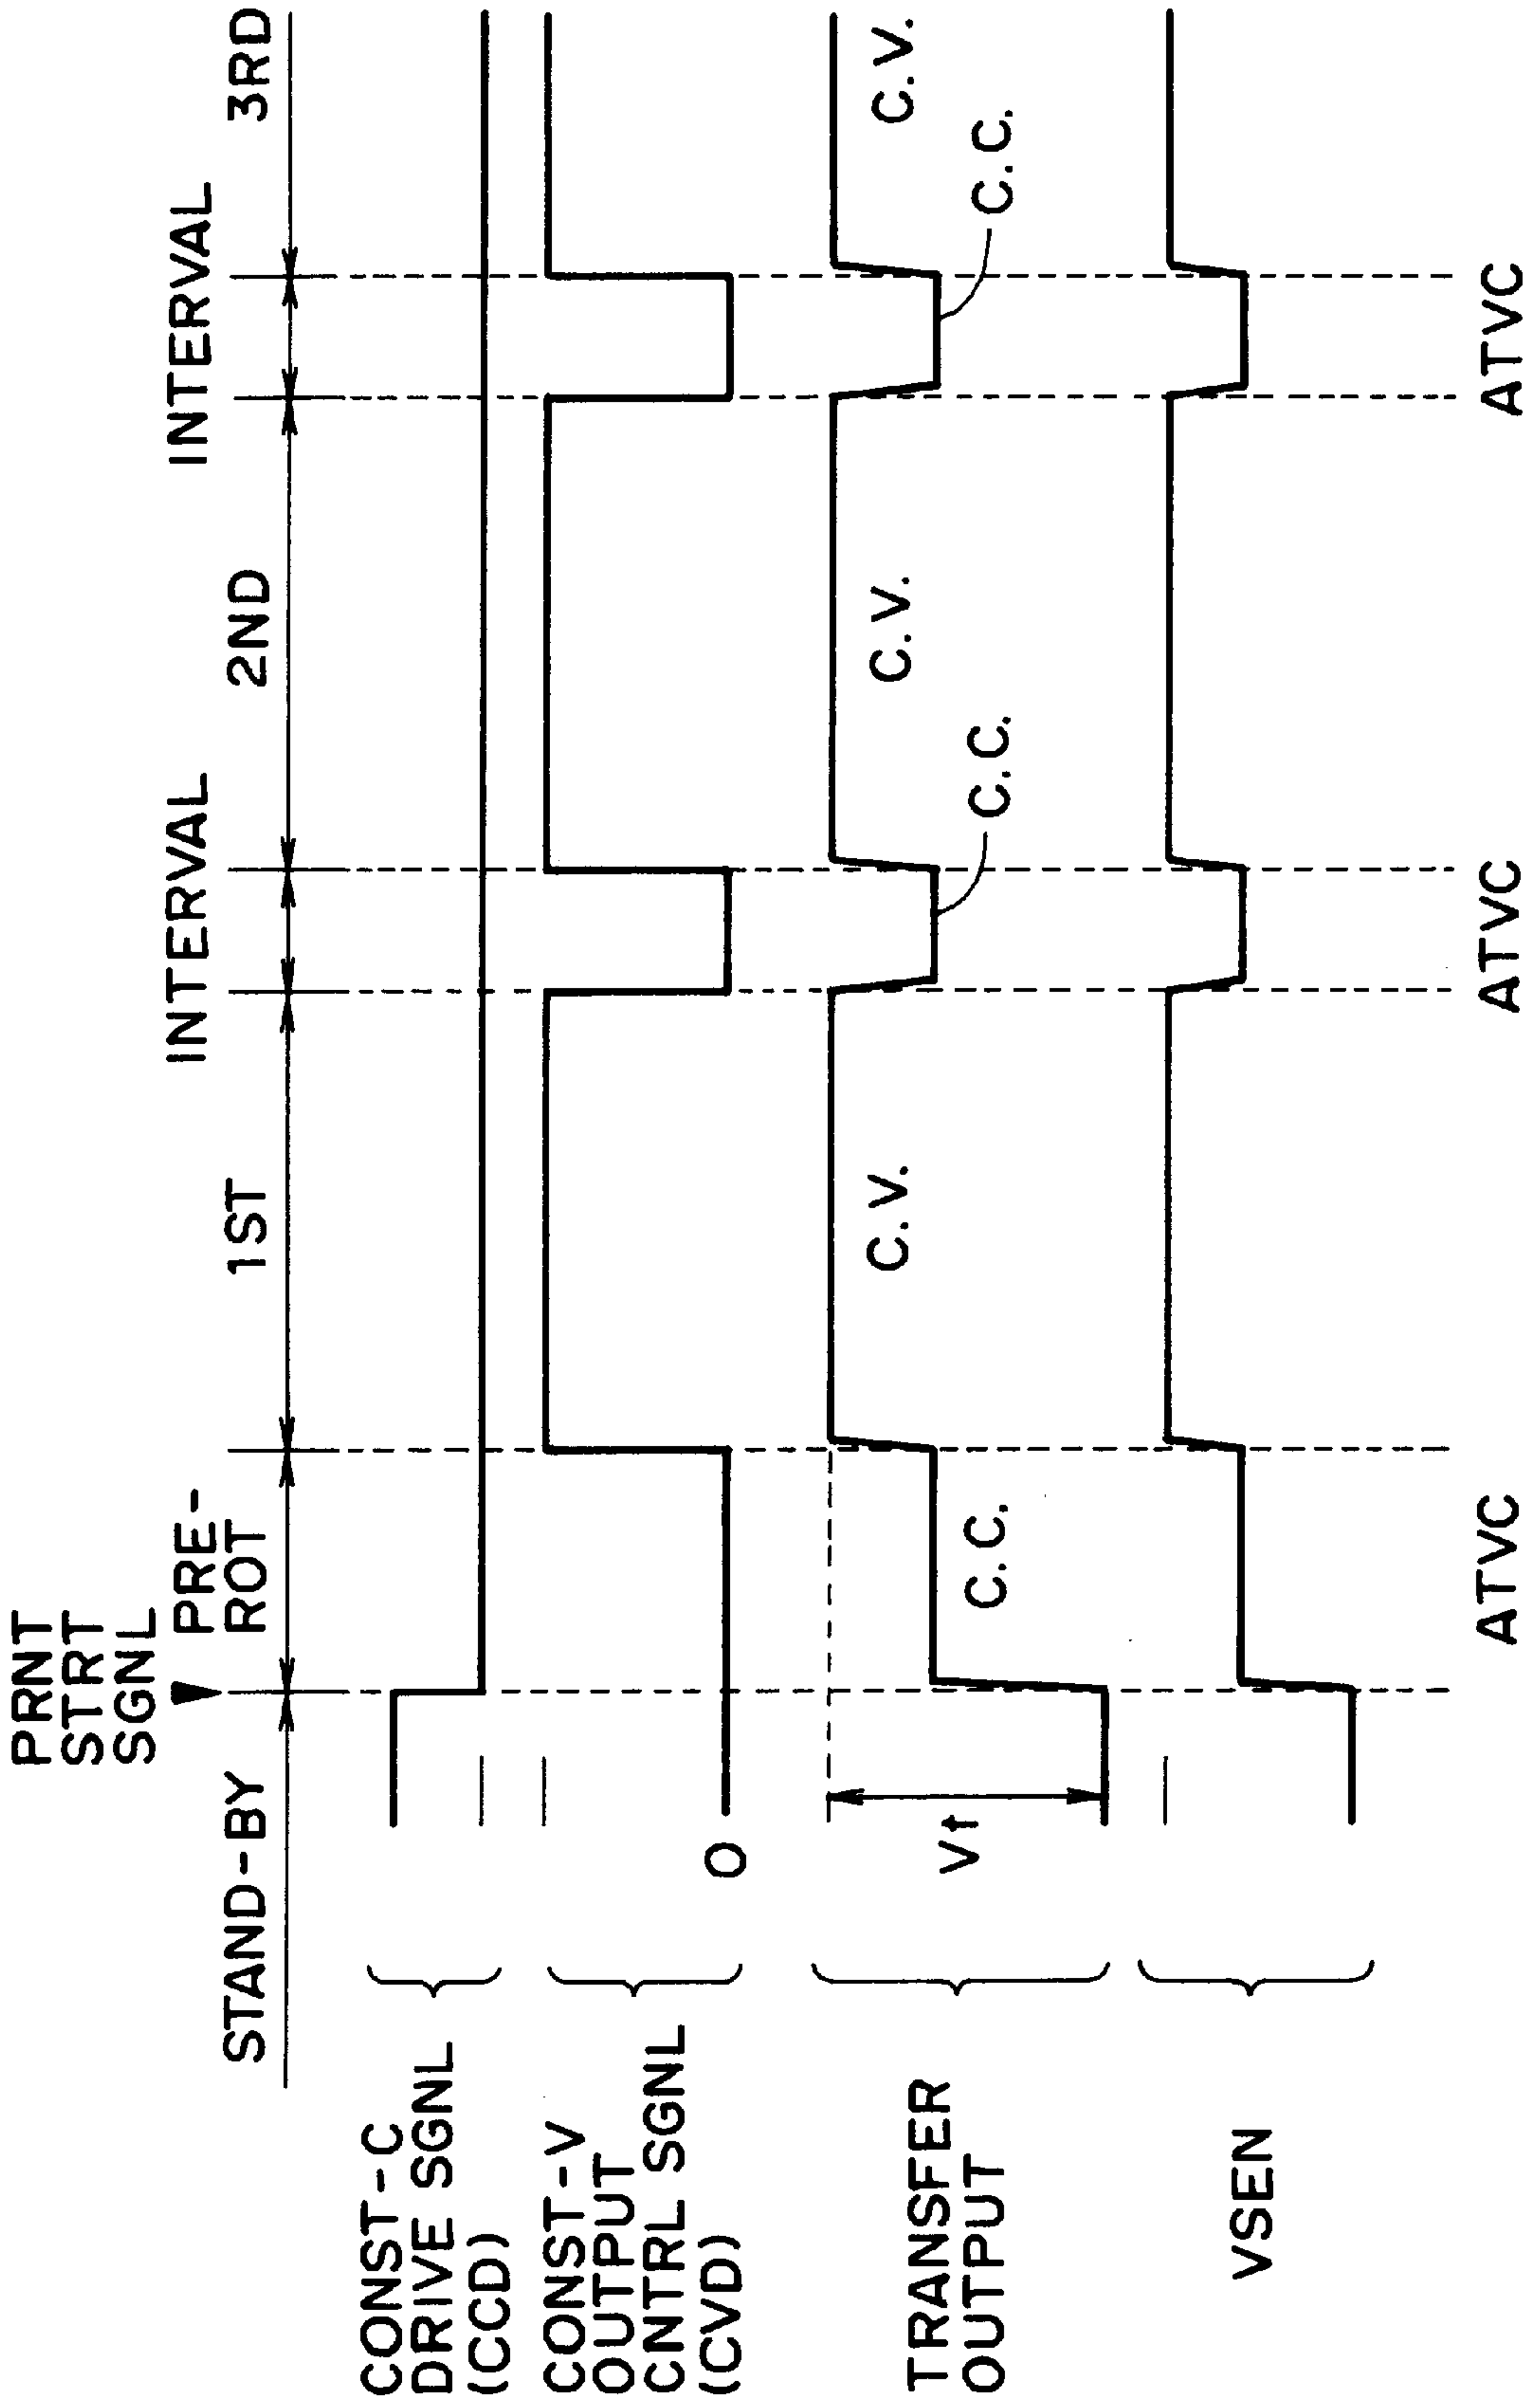 PRNT
STRT
SGNL
STAND-BY
PRE-
ROT
1ST
INTERVAL
2ND
INTERVAL
3RD
CONST-C
DRIVE SGNL
(CCD)
CONST-V
OUTPUT
CNTRL SGNL
(CVD)
0
TRANSFER
OUTPUT
Vt
C.C.
C.V.
C.C.
C.V.
C.C.
C.V.
VSEN
ATVC
ATVC
ATVC